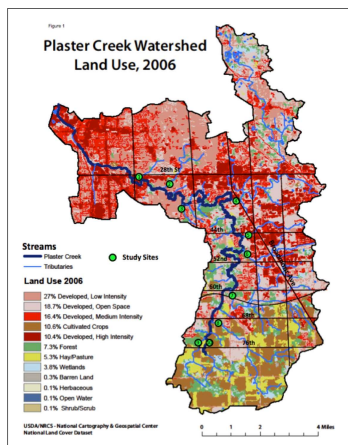 Figure 1
Plaster Creek Watershed
Land Use, 2006
28th St
44th
52nd
60th
68th
76th
Streams
Plaster Creek
Tributaries
Study Sites
Land Use 2006
27% Developed, Low Intensity
18.7% Developed, Open Space
16.4% Developed, Medium Intensity
10.6% Cultivated Crops
10.4% Developed, High Intensity
7.3% Forest
5.3% Hay/Pasture
3.8% Wetlands
0.3% Barren Land
0.1% Herbaceous
0.1% Open Water
0.1% Shrub/Scrub
USDA/NRCS - National Cartography & Geospatial Center
National Land Cover Dataset
4 Miles